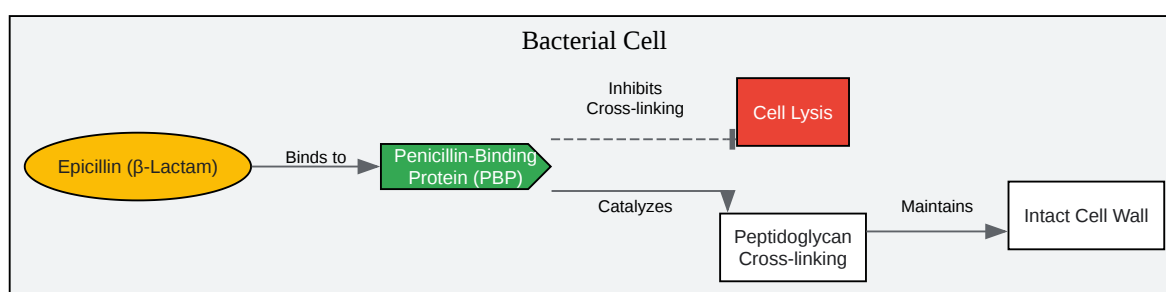 Bacterial Cell
Inhibits
Cross-linking
Cell Lysis
Epicillin (β-Lactam)
Binds to
Penicillin-Binding
Protein (PBP)
Catalyzes
Peptidoglycan
Cross-linking
Maintains
Intact Cell Wall